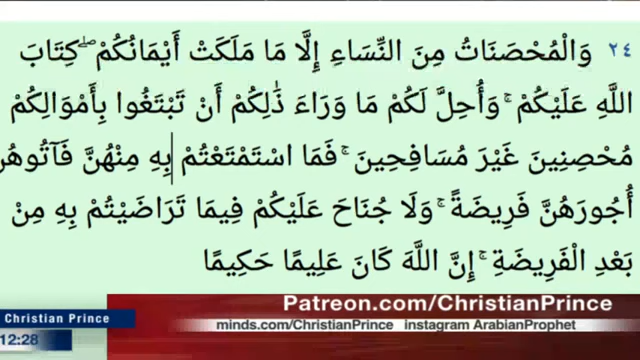 ٢٤ وَالْمُحْصَنَاتُ مِنَ النِّسَاءِ إِلَّا مَا مَلَكَتْ أَيْمَانُكُمْ ۖ كِتَابَ
اللَّهِ عَلَيْكُمْ ۚ وَأُحِلَّ لَكُمْ مَا وَرَاءَ ذَٰلِكُمْ أَنْ تَبْتَغُوا بِأَمْوَالِكُمْ
مُحْصِنِينَ غَيْرَ مُسَافِحِينَ ۚ فَمَا اسْتَمْتَعْتُمْ بِهِ مِنْهُنَّ فَآتُوهُنَّ
أُجُورَهُنَّ فَرِيضَةً ۚ وَلَا جُنَاحَ عَلَيْكُمْ فِيمَا تَرَاضَيْتُمْ بِهِ مِنْ
بَعْدِ الْفَرِيضَةِ ۚ إِنَّ اللَّهَ كَانَ عَلِيمًا حَكِيمًا
Patreon.com/ChristianPrince
Christian Prince
minds.com/ChristianPrince instagram ArabianProphet
12:28